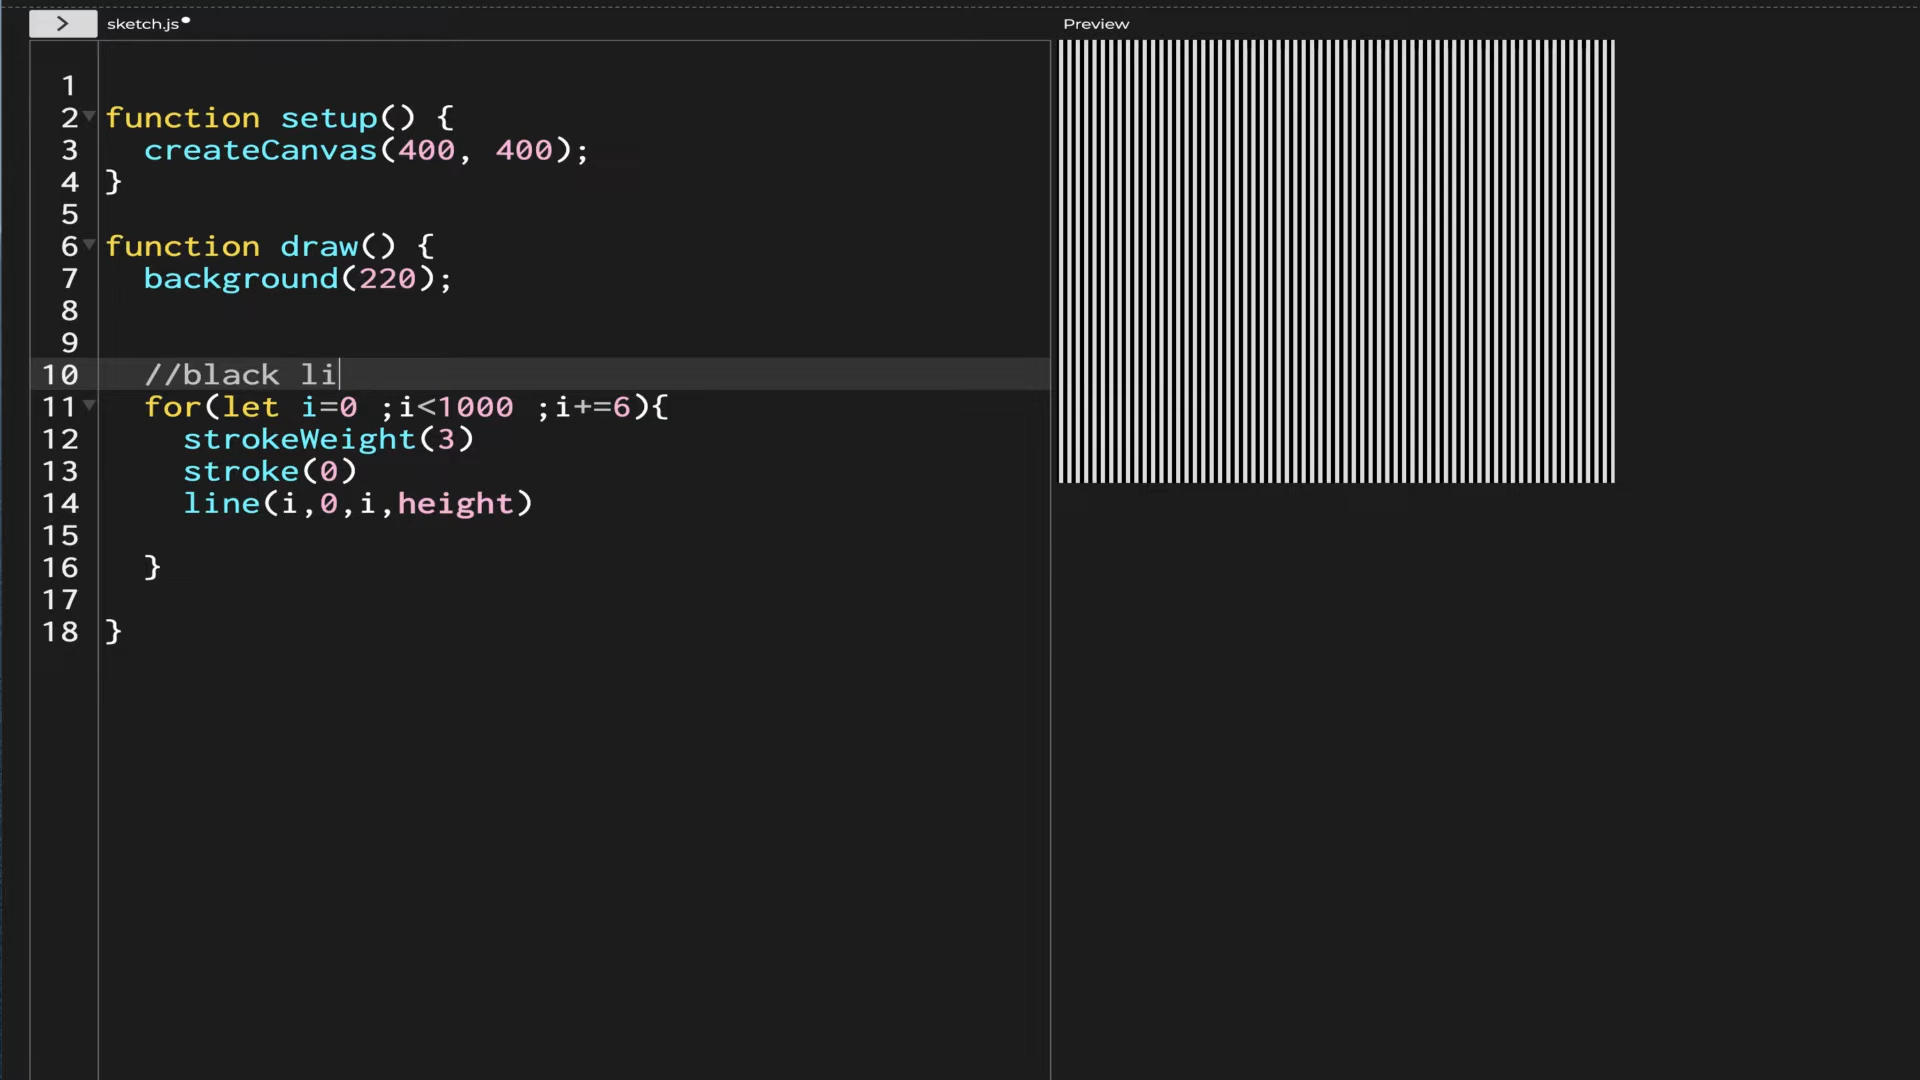 > sketch.js• Preview
1
2 function setup() {
3   createCanvas(400, 400);
4 }
5
6 function draw() {
7   background(220);
8
9
10   //black li
11   for(let i=0 ;i<1000 ;i+=6){
12     strokeWeight(3)
13     stroke(0)
14     line(i,0,i,height)
15
16   }
17
18 }